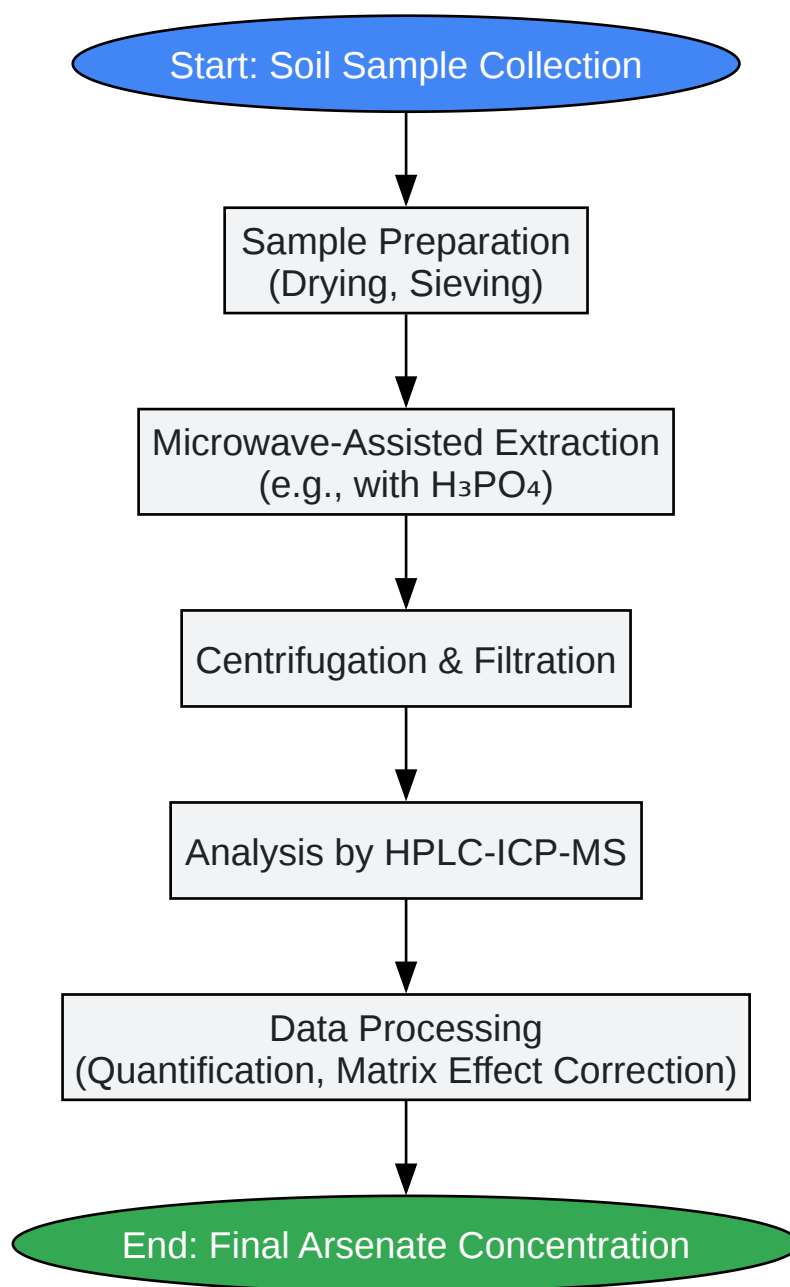 Start: Soil Sample Collection
Sample Preparation
(Drying, Sieving)
Microwave-Assisted Extraction
(e.g., with H₃PO₄)
Centrifugation & Filtration
Analysis by HPLC-ICP-MS
Data Processing
(Quantification, Matrix Effect Correction)
End: Final Arsenate Concentration